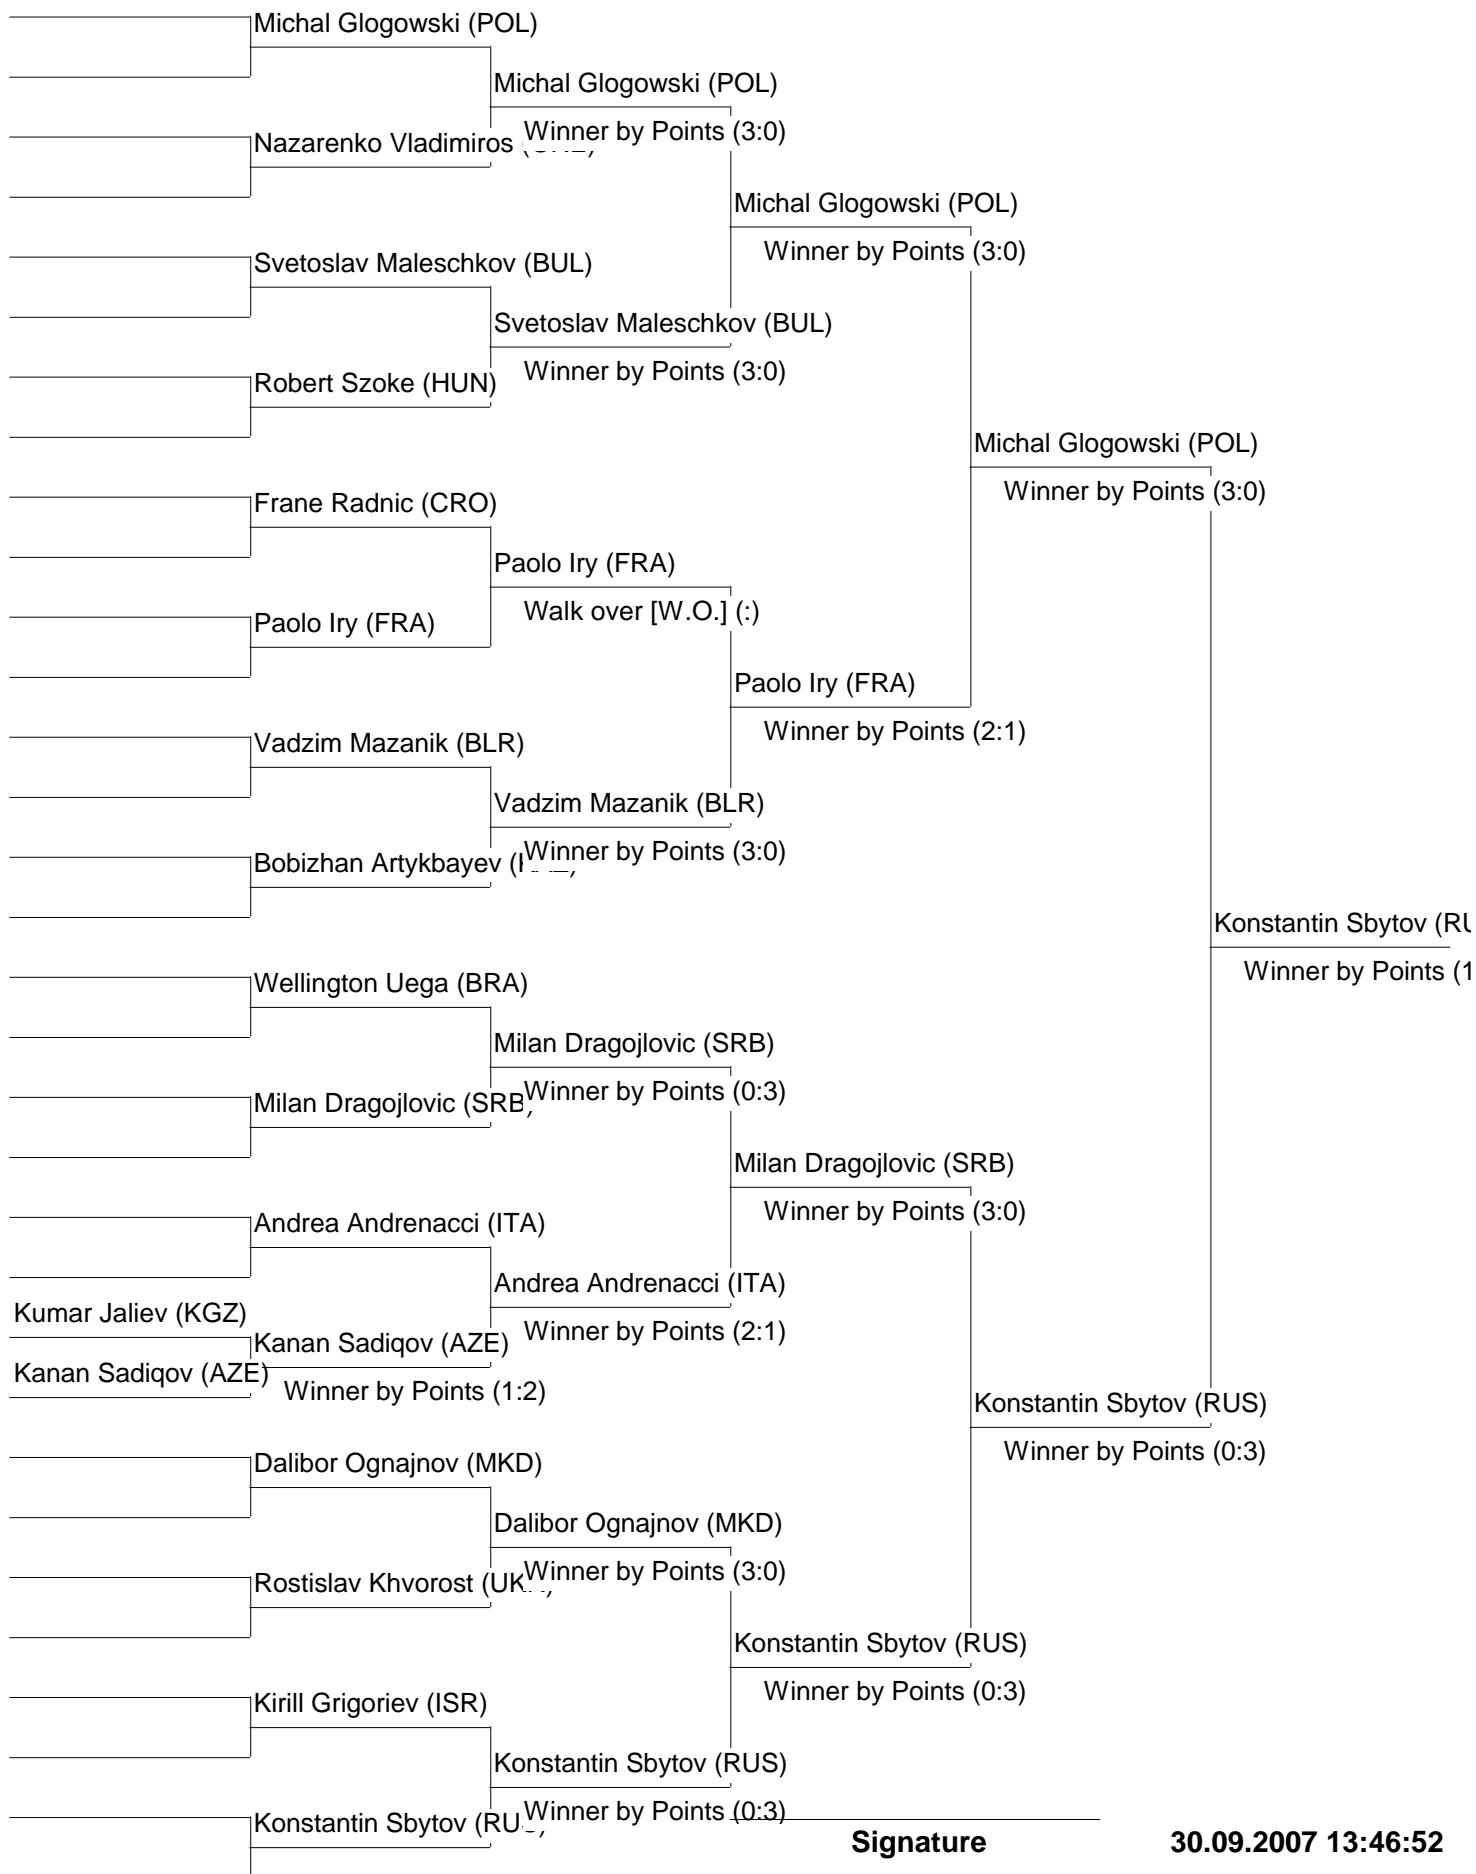 Michal Glogowski (POL)
Michal Glogowski (POL)
Winner by Points (3:0)
Nazarenko Vladimiros
Michal Glogowski (POL)
Winner by Points (3:0)
Svetoslav Maleschkov (BUL)
Svetoslav Maleschkov (BUL)
Winner by Points (3:0)
Robert Szoke (HUN)
Michal Glogowski (POL)
Winner by Points (3:0)
Frane Radnic (CRO)
Paolo Iry (FRA)
Walk over [W.O.] (:)
Paolo Iry (FRA)
Paolo Iry (FRA)
Winner by Points (2:1)
Vadzim Mazanik (BLR)
Vadzim Mazanik (BLR)
Winner by Points (3:0)
Bobizhan Artykbayev
Konstantin Sbytov (RU
Winner by Points (1
Wellington Uega (BRA)
Milan Dragojlovic (SRB)
Winner by Points (0:3)
Milan Dragojlovic (SRB)
Milan Dragojlovic (SRB)
Winner by Points (3:0)
Andrea Andrenacci (ITA)
Andrea Andrenacci (ITA)
Winner by Points (2:1)
Kumar Jaliev (KGZ)
Kanan Sadiqov (AZE)
Kanan Sadiqov (AZE)
Winner by Points (1:2)
Konstantin Sbytov (RUS)
Winner by Points (0:3)
Dalibor Ognajnov (MKD)
Dalibor Ognajnov (MKD)
Winner by Points (3:0)
Rostislav Khvorost
Konstantin Sbytov (RUS)
Winner by Points (0:3)
Kirill Grigoriev (ISR)
Konstantin Sbytov (RUS)
Winner by Points (0:3)
Konstantin Sbytov
Signature
30.09.2007 13:46:52